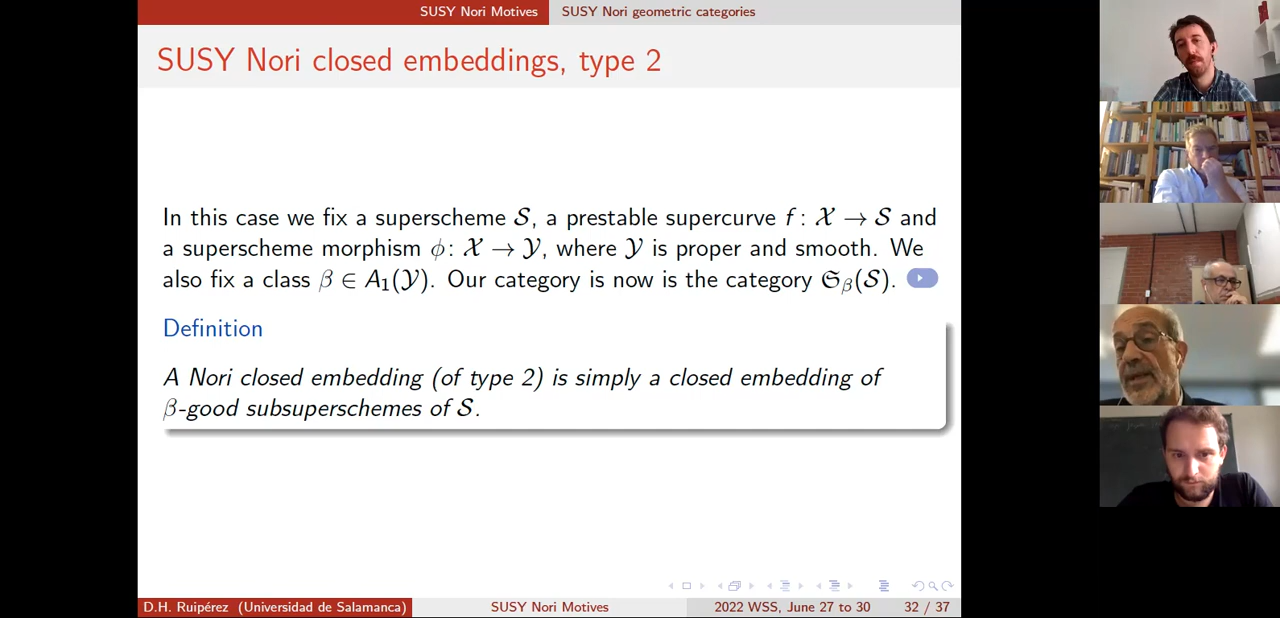 SUSY Nori Motives SUSY Nori geometric categories
SUSY Nori closed embeddings, type 2
In this case we fix a superscheme 𝒮, a prestable supercurve f : 𝒳 → 𝒮 and
a superscheme morphism ϕ : 𝒳 → 𝒴, where 𝒴 is proper and smooth. We
also fix a class β ∈ A₁(𝒴). Our category is now is the category 𝔖_β(𝒮).
Definition
A Nori closed embedding (of type 2) is simply a closed embedding of
β-good subsuperschemes of 𝒮.
D.H. Ruipérez (Universidad de Salamanca) SUSY Nori Motives 2022 WSS, June 27 to 30 32 / 37